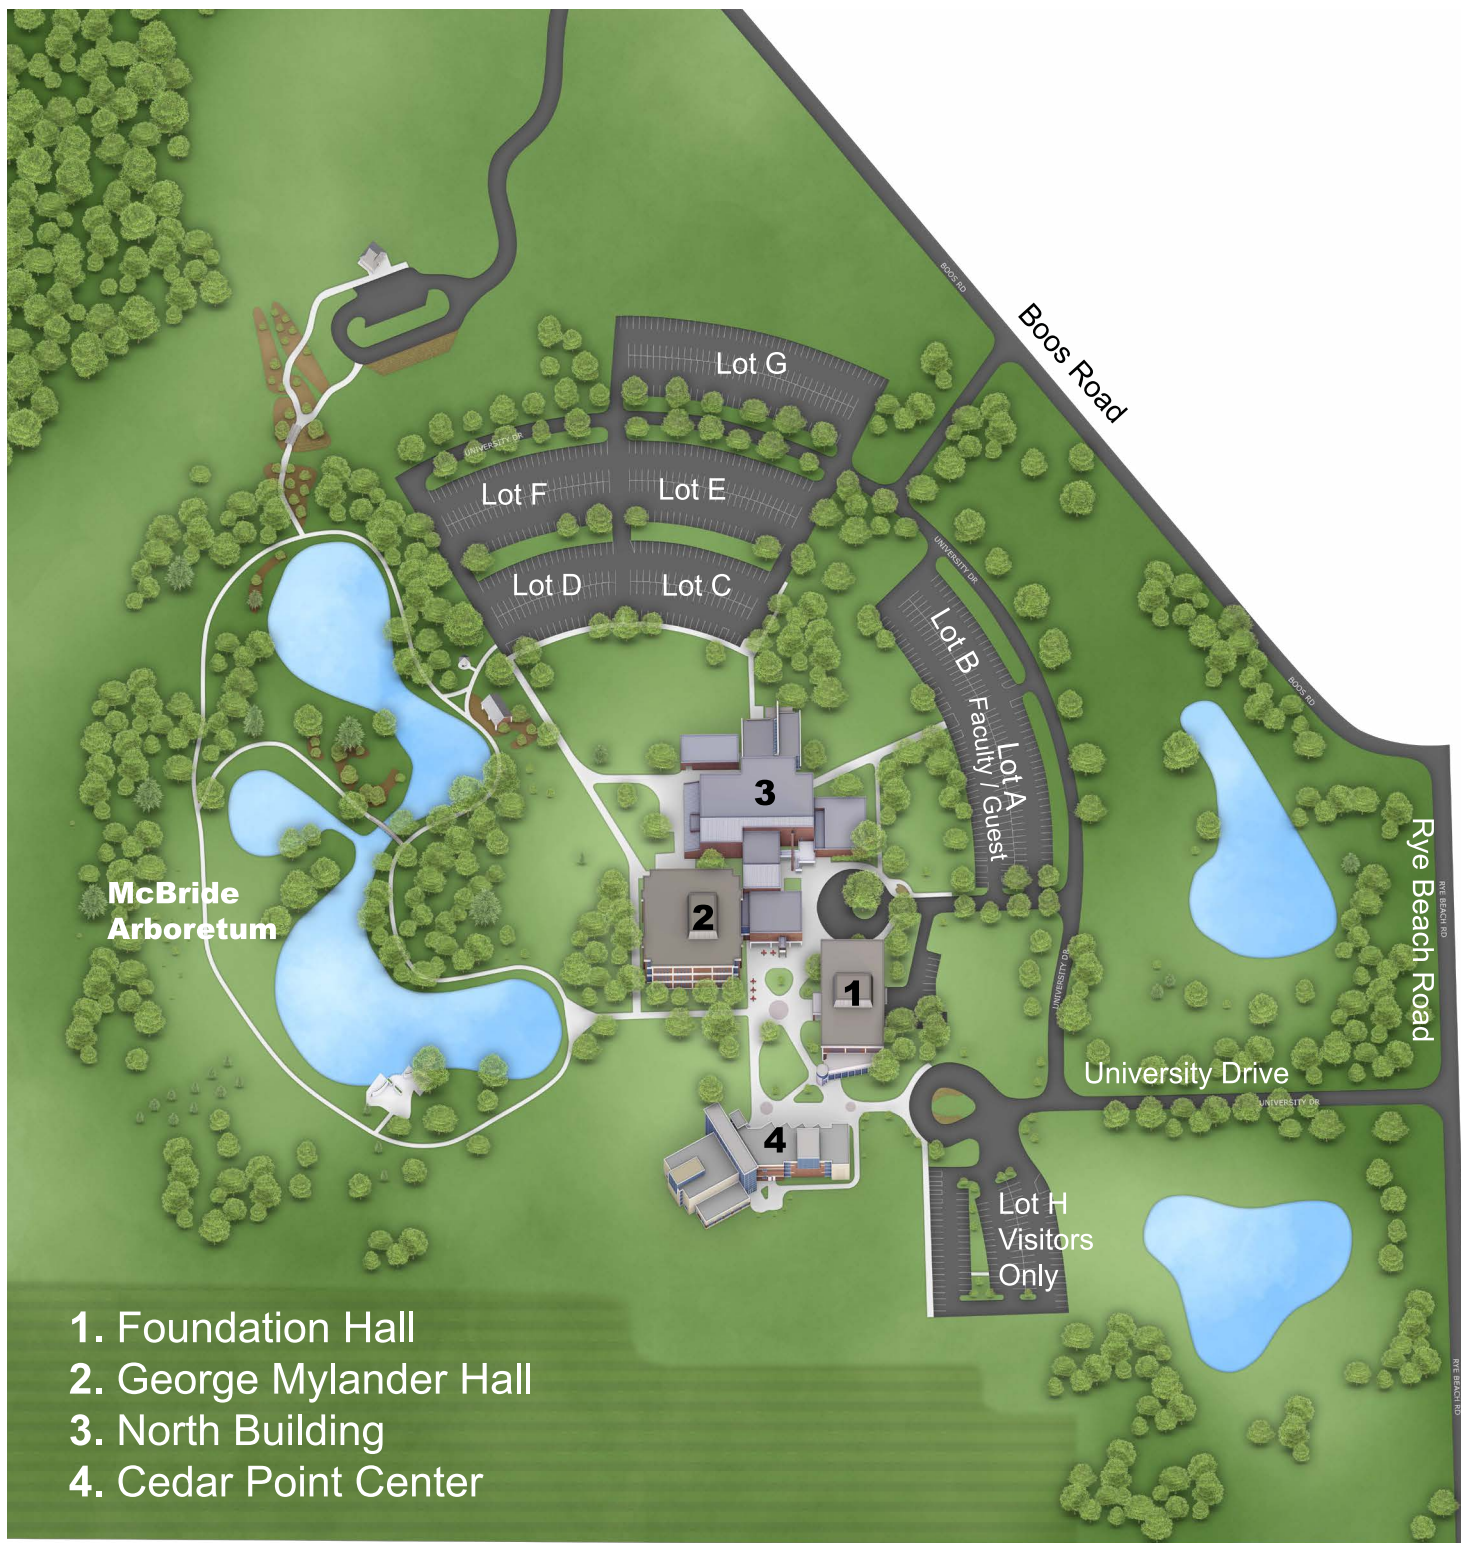 BOOS RD
Boos Road
Lot G
UNIVERSITY DR
Lot F
Lot E
UNIVERSITY DR
Lot D
Lot C
Lot B
BOOS RD
Lot A
Faculty / Guest
3
Rye Beach Road
RYE BEACH RD
McBride
Arboretum
2
1
UNIVERSITY DR
University Drive
UNIVERSITY DR
4
Lot H
Visitors
Only
1. Foundation Hall
2. George Mylander Hall
3. North Building
4. Cedar Point Center
RYE BEACH RD